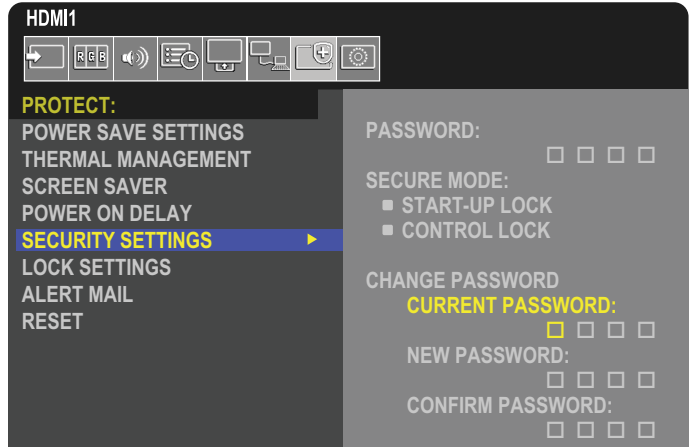 HDMI1
RGB
PROTECT:
POWER SAVE SETTINGS
THERMAL MANAGEMENT
SCREEN SAVER
POWER ON DELAY
SECURITY SETTINGS
LOCK SETTINGS
ALERT MAIL
RESET
PASSWORD:
SECURE MODE:
START-UP LOCK
CONTROL LOCK
CHANGE PASSWORD
CURRENT PASSWORD:
NEW PASSWORD:
CONFIRM PASSWORD: